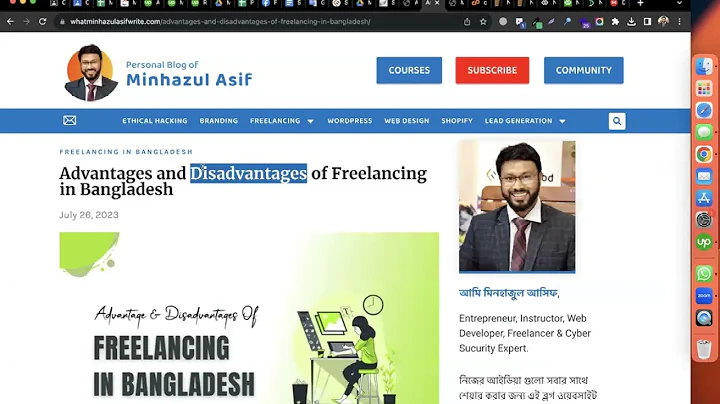 whatminhazulasifwrite.com/advantages-and-disadvantages-of-freelancing-in-bangladesh/
Personal Blog of
Minhazul Asif
COURSES
SUBSCRIBE
COMMUNITY
ETHICAL HACKING
BRANDING
FREELANCING
WORDPRESS
WEB DESIGN
SHOPIFY
LEAD GENERATION
FREELANCING IN BANGLADESH
Advantages and Disadvantages of Freelancing
in Bangladesh
July 26, 2023
Advantage & Disadvantages Of
FREELANCING
IN BANGLADESH
bd
আমি মিনহাজুল আসিফ,
Entrepreneur, Instructor, Web
Developer, Freelancer & Cyber
Sucurity Expert.
নিজের আইডিয়া গুলো সবার সাথে
শেয়ার করার জন্য এই ব্লগ ওয়েবসাইট
up
zoom